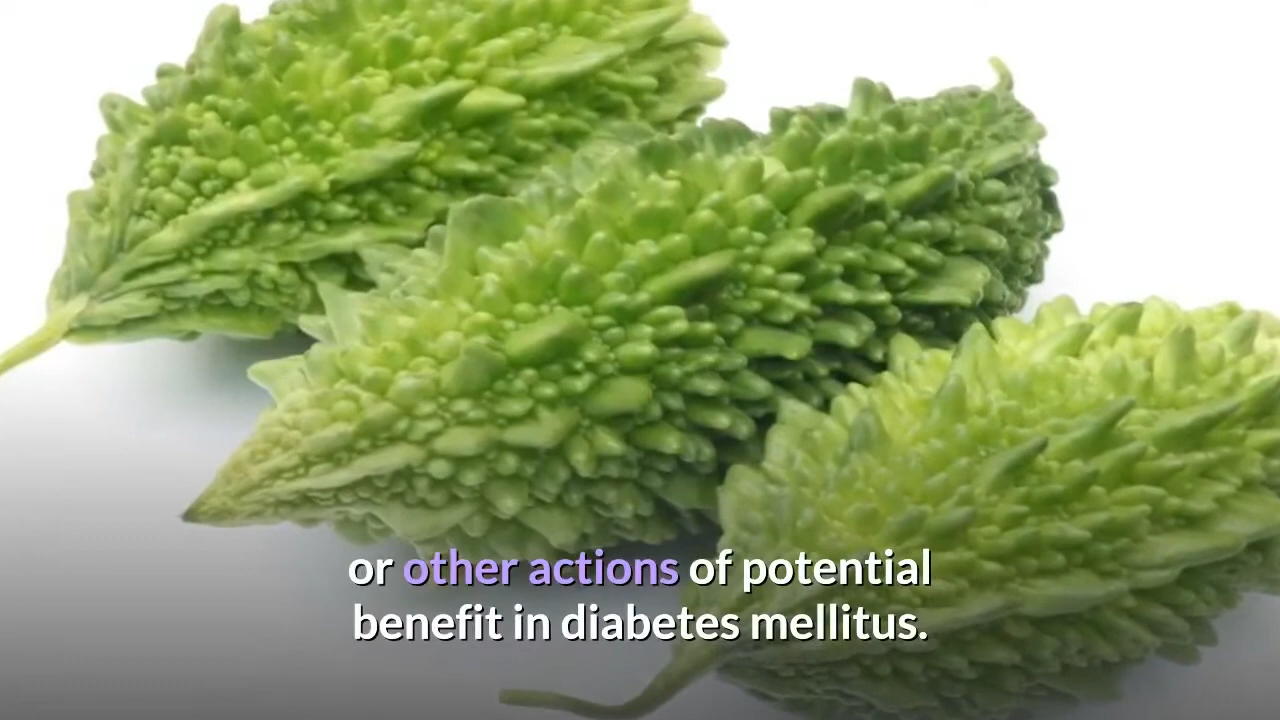 or other actions of potential
benefit in diabetes mellitus.